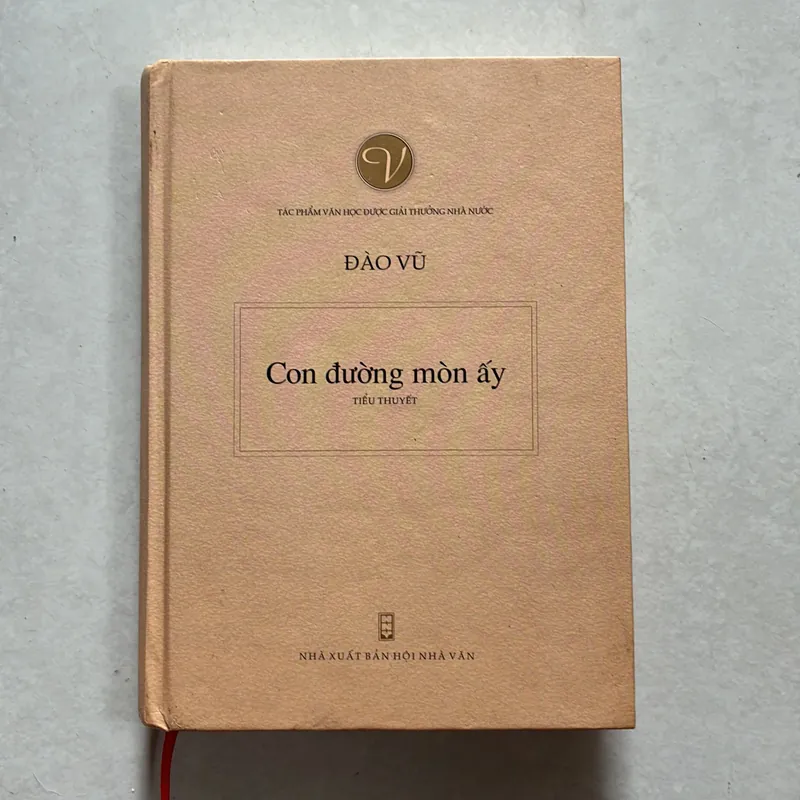 V
TÁC PHẨM VĂN HỌC ĐƯỢC GIẢI THƯỞNG NHÀ NƯỚC
ĐÀO VŨ
Con đường mòn ấy
TIỂU THUYẾT
NHÀ XUẤT BẢN HỘI NHÀ VĂN